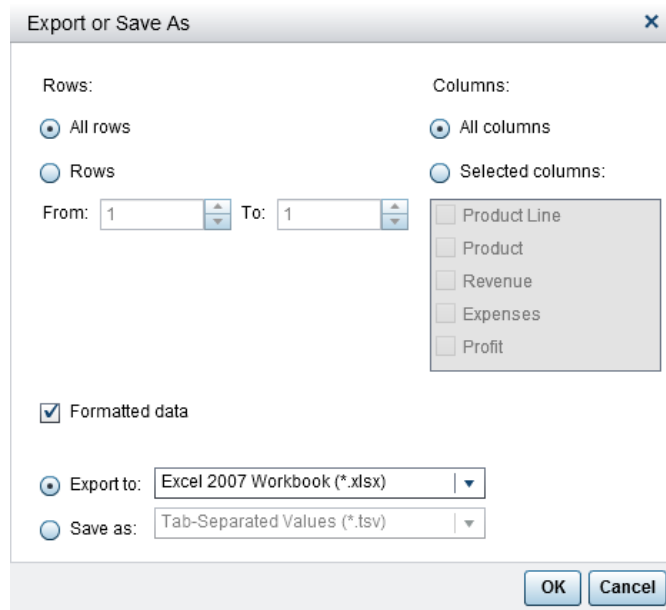 Export or Save As
Rows:
All rows
Rows
From: 1 To: 1
Columns:
All columns
Selected columns:
Product Line
Product
Revenue
Expenses
Profit
Formatted data
Export to: Excel 2007 Workbook (*.xlsx)
Save as: Tab-Separated Values (*.tsv)
OK Cancel